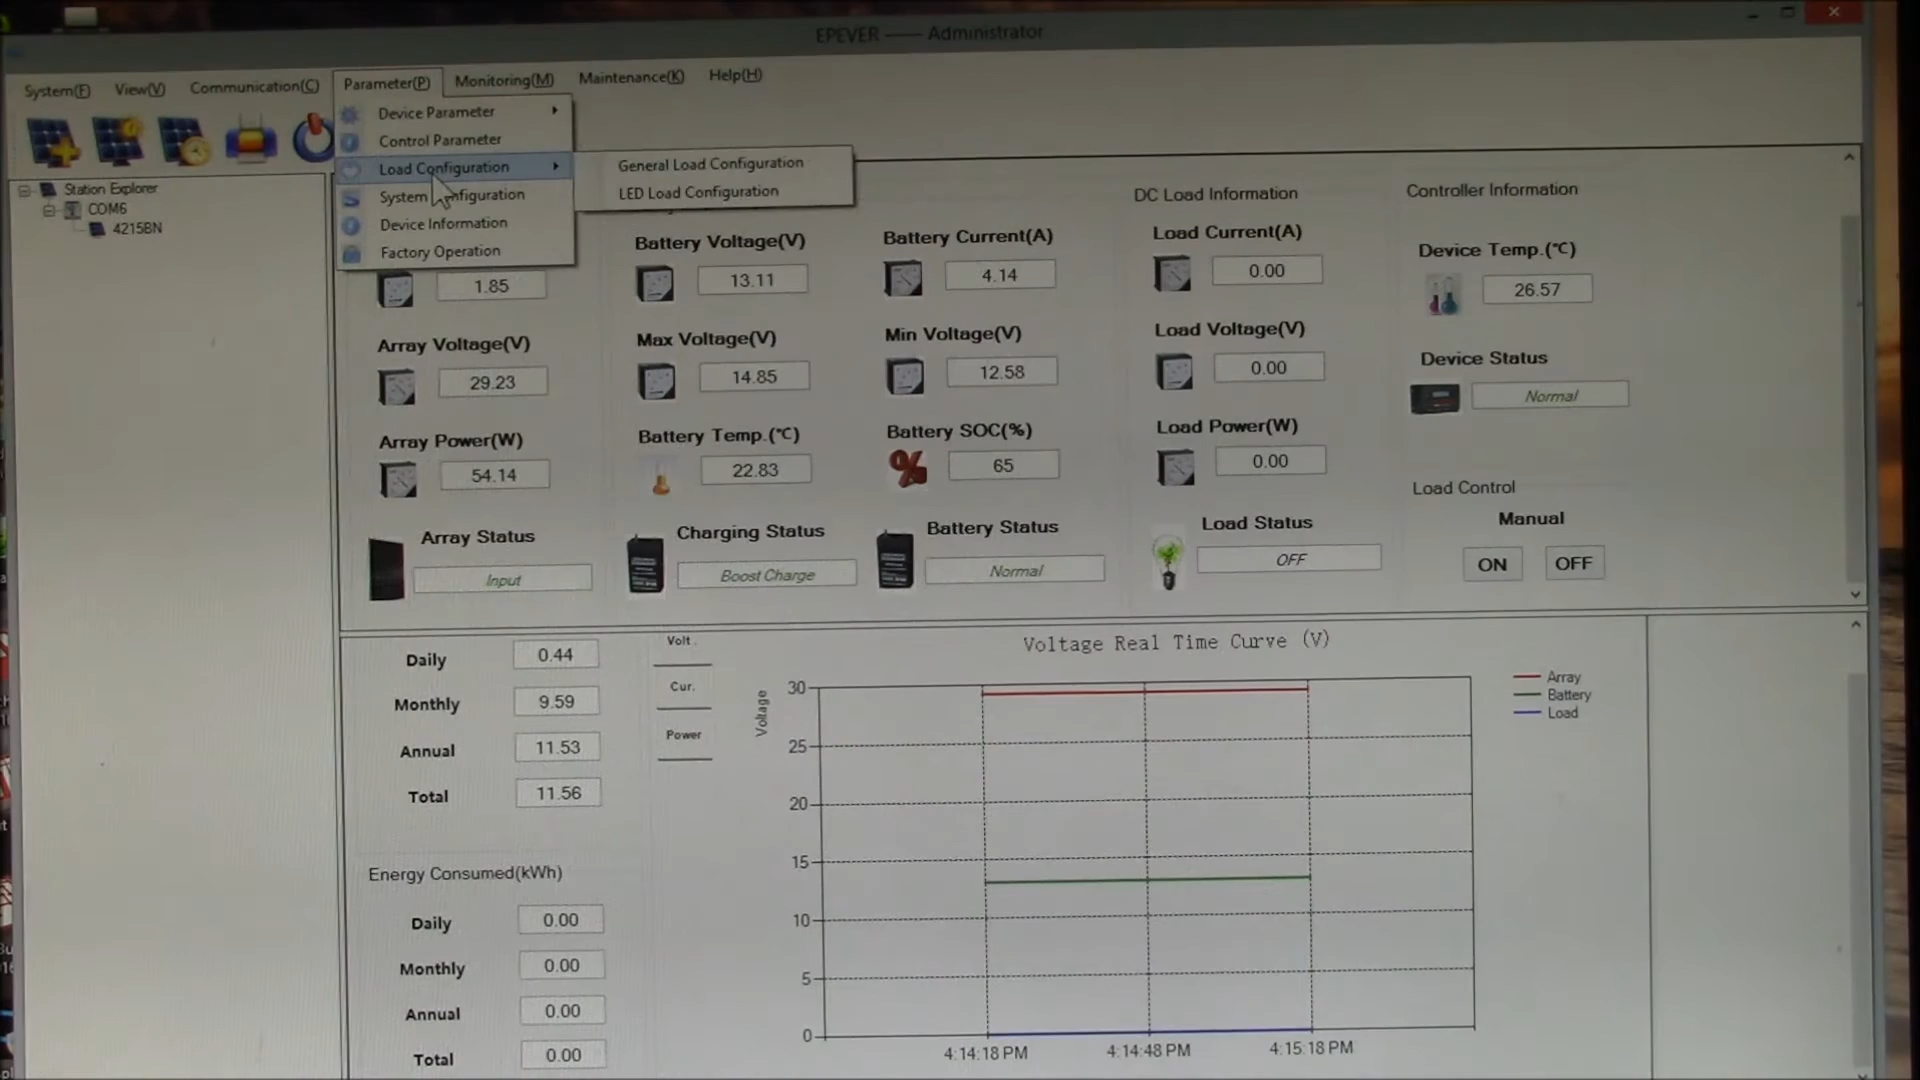 EPEVER —— Administrator
System(F) View(V) Communication(C) Parameter(P) Monitoring(M) Maintenance(K) Help(H)
Device Parameter
Control Parameter
Load Configuration
System Configuration
Device Information
Factory Operation
General Load Configuration
LED Load Configuration
Station Explorer
COM6
4215BN
DC Load Information
Controller Information
1.85
Battery Voltage(V)
13.11
Battery Current(A)
4.14
Load Current(A)
0.00
Device Temp.(℃)
26.57
Array Voltage(V)
29.23
Max Voltage(V)
14.85
Min Voltage(V)
12.58
Load Voltage(V)
0.00
Device Status
Normal
Array Power(W)
54.14
Battery Temp.(℃)
22.83
Battery SOC(%)
65
Load Power(W)
0.00
Load Control
Manual
ON OFF
Array Status
Input
Charging Status
Boost Charge
Battery Status
Normal
Load Status
OFF
Daily 0.44
Monthly 9.59
Annual 11.53
Total 11.56
Energy Consumed(kWh)
Daily 0.00
Monthly 0.00
Annual 0.00
Total 0.00
Volt.
Cur.
Power
Voltage Real Time Curve (V)
Voltage
30
25
20
15
10
5
0
4:14:18 PM 4:14:48 PM 4:15:18 PM
Array
Battery
Load